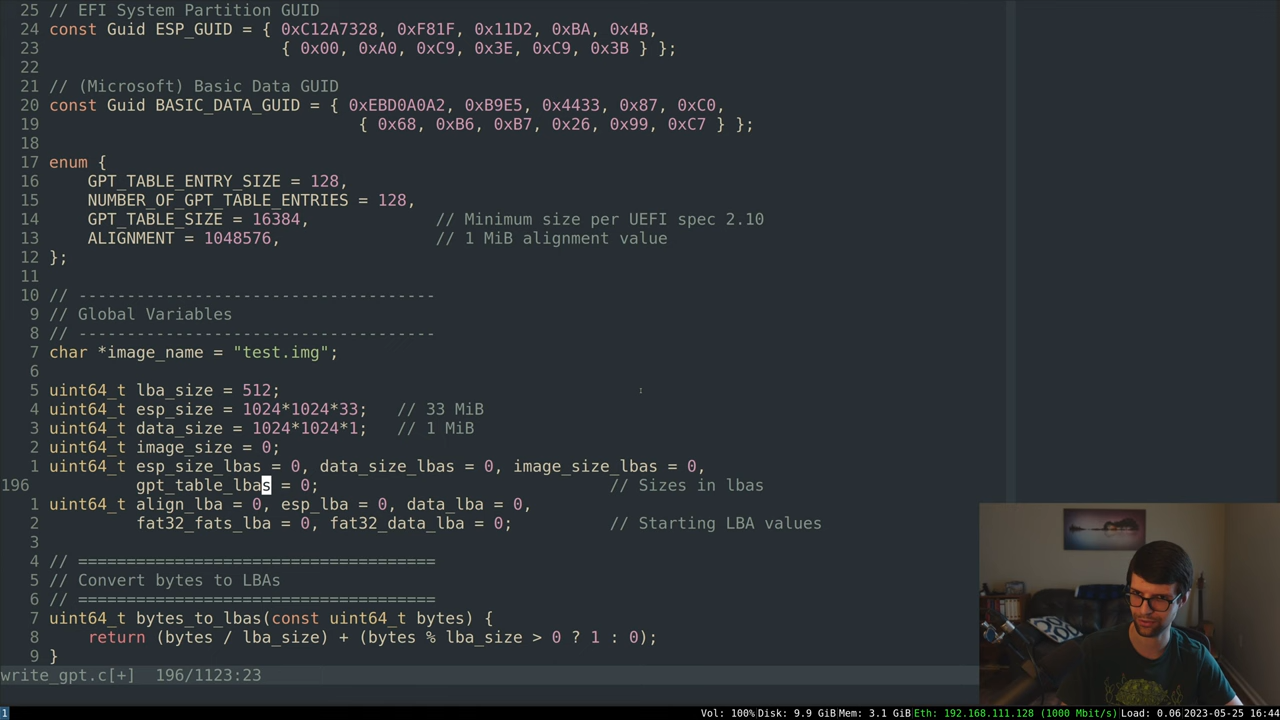 25 // EFI System Partition GUID
24 const Guid ESP_GUID = { 0xC12A7328, 0xF81F, 0x11D2, 0xBA, 0x4B,
23                         { 0x00, 0xA0, 0xC9, 0x3E, 0xC9, 0x3B } };
22
21 // (Microsoft) Basic Data GUID
20 const Guid BASIC_DATA_GUID = { 0xEBD0A0A2, 0xB9E5, 0x4433, 0x87, 0xC0,
19                                { 0x68, 0xB6, 0xB7, 0x26, 0x99, 0xC7 } };
18
17 enum {
16     GPT_TABLE_ENTRY_SIZE = 128,
15     NUMBER_OF_GPT_TABLE_ENTRIES = 128,
14     GPT_TABLE_SIZE = 16384,             // Minimum size per UEFI spec 2.10
13     ALIGNMENT = 1048576,                // 1 MiB alignment value
12 };
11
10 // -------------------------------------
9 // Global Variables
8 // -------------------------------------
7 char *image_name = "test.img";
6
5 uint64_t lba_size = 512;
4 uint64_t esp_size = 1024*1024*33;   // 33 MiB
3 uint64_t data_size = 1024*1024*1;   // 1 MiB
2 uint64_t image_size = 0;
1 uint64_t esp_size_lbas = 0, data_size_lbas = 0, image_size_lbas = 0,
196          gpt_table_lbas = 0;                              // Sizes in lbas
1 uint64_t align_lba = 0, esp_lba = 0, data_lba = 0,
2          fat32_fats_lba = 0, fat32_data_lba = 0;          // Starting LBA values
3
4 // =====================================
5 // Convert bytes to LBAs
6 // =====================================
7 uint64_t bytes_to_lbas(const uint64_t bytes) {
8     return (bytes / lba_size) + (bytes % lba_size > 0 ? 1 : 0);
9 }
write_gpt.c[+]  196/1123:23
1 Vol: 100% Disk: 9.9 GiB Mem: 3.1 GiB Eth: 192.168.111.128 (1000 Mbit/s) Load: 0.06 2023-05-25 16:44